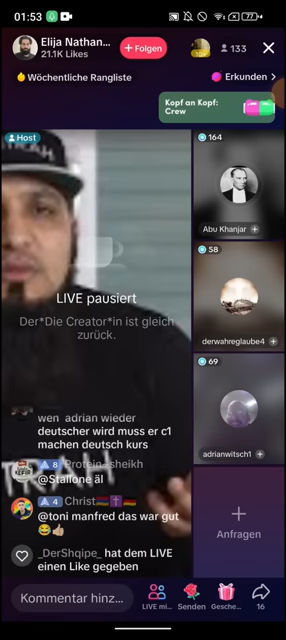 01:53
77
Elija Nathan...
21.1K Likes
+ Folgen
133
Wöchentliche Rangliste
Erkunden >
Kopf an Kopf:
Crew
Host
164
Abu Khanjar +
LIVE pausiert
Der*Die Creator*in ist gleich
zurück.
58
derwahreglaube4 +
69
adrianwitsch1 +
wen adrian wieder
deutscher wird muss er c1
machen deutsch kurs
8 Protein_sheikh
@Stallone äl
4 Christ🇷🇸✝️🇩🇪
@toni manfred das war gut
😂👍🏼
_DerShqipe_ hat dem LIVE
einen Like gegeben
+
Anfragen
Kommentar hinz...
LIVE mi...
Senden
Gesche...
16